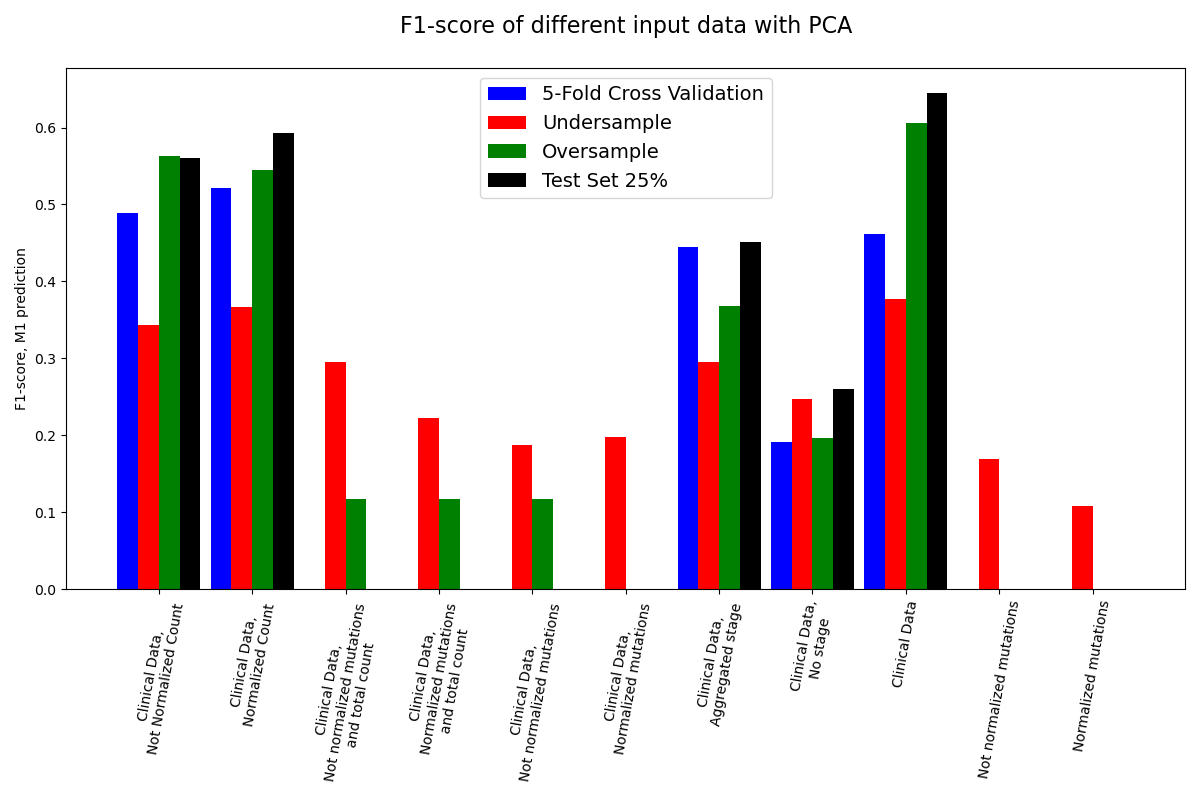 F1-score of different input data with PCA
5-Fold Cross Validation
Undersample
Oversample
Test Set 25%
F1-score, M1 prediction
0.6
0.5
0.4
0.3
0.2
0.1
0.0
Clinical Data,
Not Normalized Count
Clinical Data,
Normalized Count
Clinical Data,
Not normalized mutations
and total count
Clinical Data,
Normalized mutations
and total count
Clinical Data,
Not normalized mutations
Clinical Data,
Normalized mutations
Clinical Data,
Aggregated stage
Clinical Data,
No stage
Clinical Data
Not normalized mutations
Normalized mutations